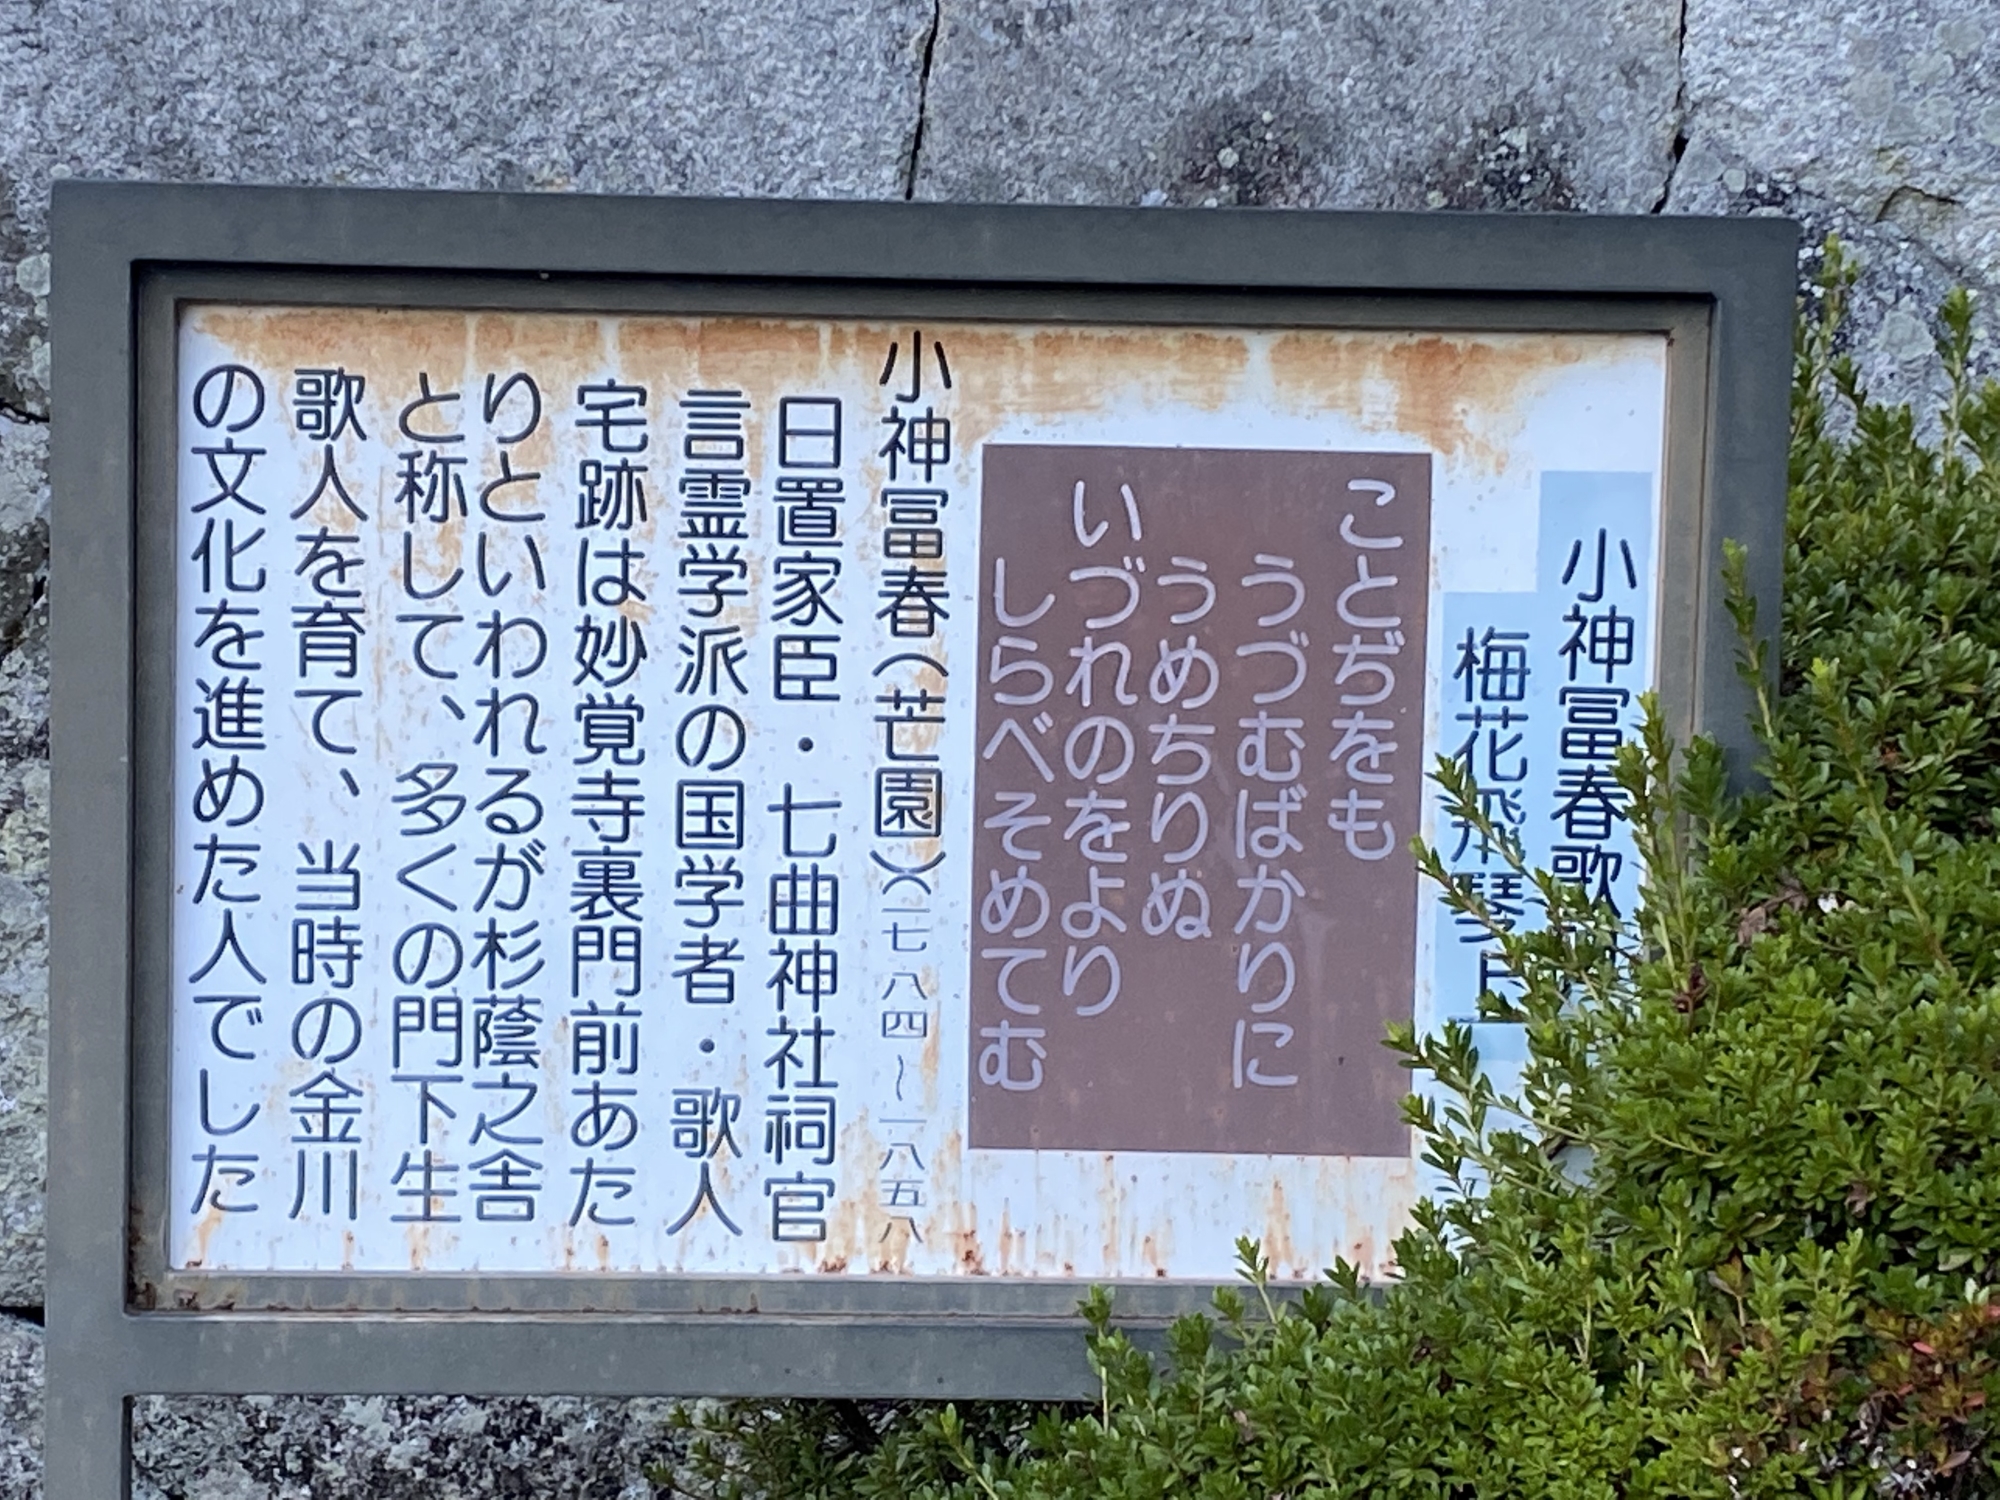 小神冨春歌
梅花飛琴上
ことぢをも
うづむばかりに
うめちりぬ
いづれのをより
しらべそめてむ
小神冨春（芒園）（一七八四～一八五八
日置家臣・七曲神社祠官
言霊学派の国学者・歌人
宅跡は妙覚寺裏門前あた
りといわれるが杉蔭之舎
と称して、多くの門下生
歌人を育て、当時の金川
の文化を進めた人でした